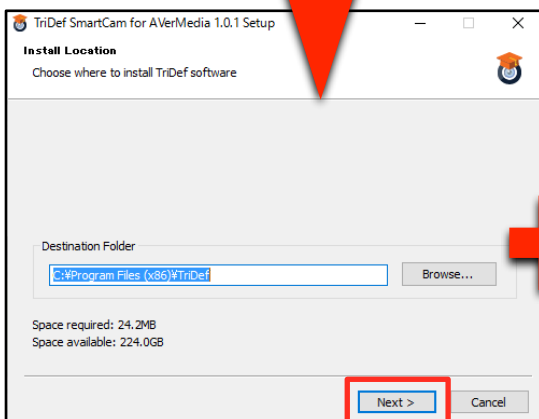 TriDef SmartCam for AVerMedia 1.0.1 Setup
Install Location
Choose where to install TriDef software
Destination Folder
C:¥Program Files (x86)¥TriDef
Browse...
Space required: 24.2MB
Space available: 224.0GB
Next >
Cancel